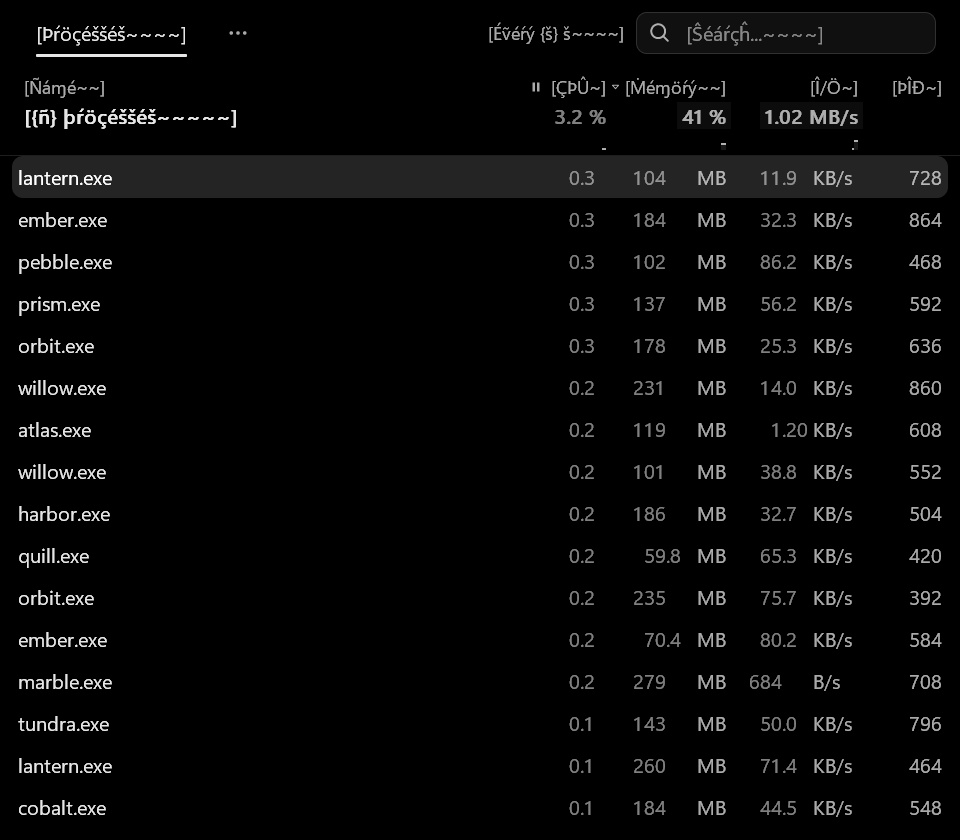 [Þŕöçéššéš~~~~] ··· [Éṽéŕý {š} š~~~~] [Šéáŕçĥ...~~~~]
[Ñáɱé~~] [ÇÞÛ~] [Ṁéɱöŕý~~] [Î/Ö~] [ÞÎÐ~]
[{ñ} þŕöçéššéš~~~~~] 3.2 % 41 % 1.02 MB/s
lantern.exe 0.3 104 MB 11.9 KB/s 728
ember.exe 0.3 184 MB 32.3 KB/s 864
pebble.exe 0.3 102 MB 86.2 KB/s 468
prism.exe 0.3 137 MB 56.2 KB/s 592
orbit.exe 0.3 178 MB 25.3 KB/s 636
willow.exe 0.2 231 MB 14.0 KB/s 860
atlas.exe 0.2 119 MB 1.20 KB/s 608
willow.exe 0.2 101 MB 38.8 KB/s 552
harbor.exe 0.2 186 MB 32.7 KB/s 504
quill.exe 0.2 59.8 MB 65.3 KB/s 420
orbit.exe 0.2 235 MB 75.7 KB/s 392
ember.exe 0.2 70.4 MB 80.2 KB/s 584
marble.exe 0.2 279 MB 684 B/s 708
tundra.exe 0.1 143 MB 50.0 KB/s 796
lantern.exe 0.1 260 MB 71.4 KB/s 464
cobalt.exe 0.1 184 MB 44.5 KB/s 548